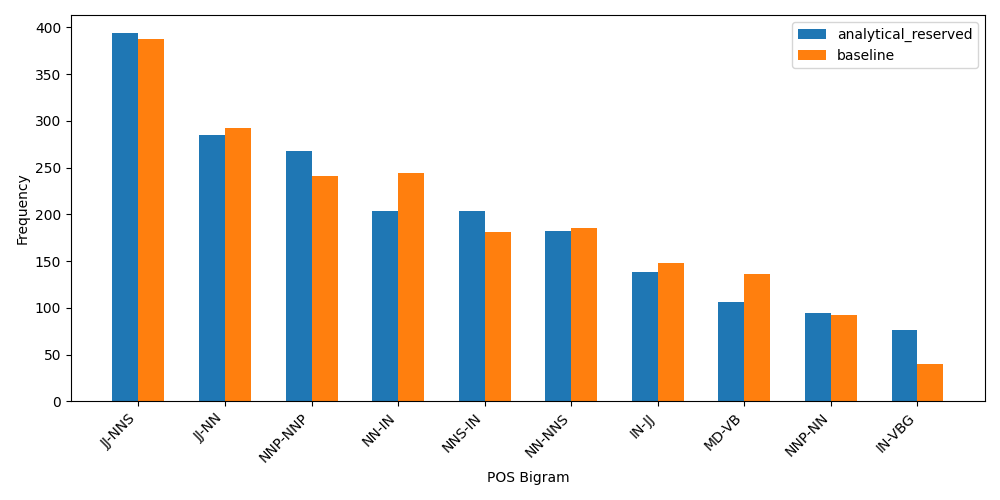 analytical_reserved
baseline
Frequency
400
350
300
250
200
150
100
50
0
JJ-NNS
JJ-NN
NNP-NNP
NN-IN
NNS-IN
NN-NNS
IN-JJ
MD-VB
NNP-NN
IN-VBG
POS Bigram